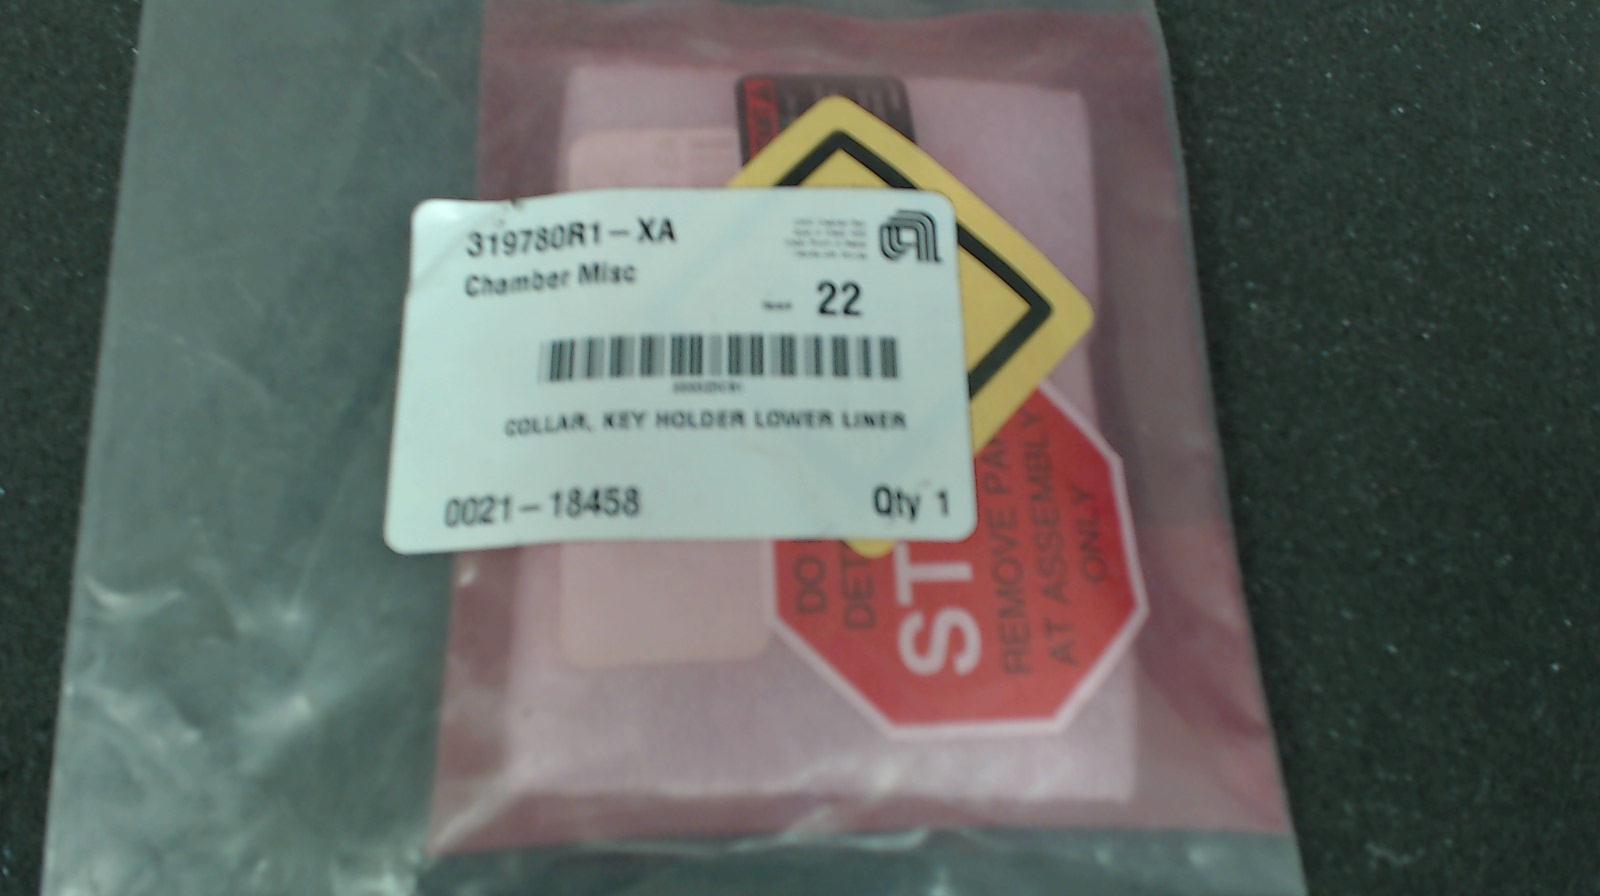 319780R1-XA
Chamber Misc
22
COLLAR, KEY HOLDER LOWER LINER
0021-18458
Qty 1
DO
DET
ST
REMOVE PA
AT ASSEMBLY
ONLY